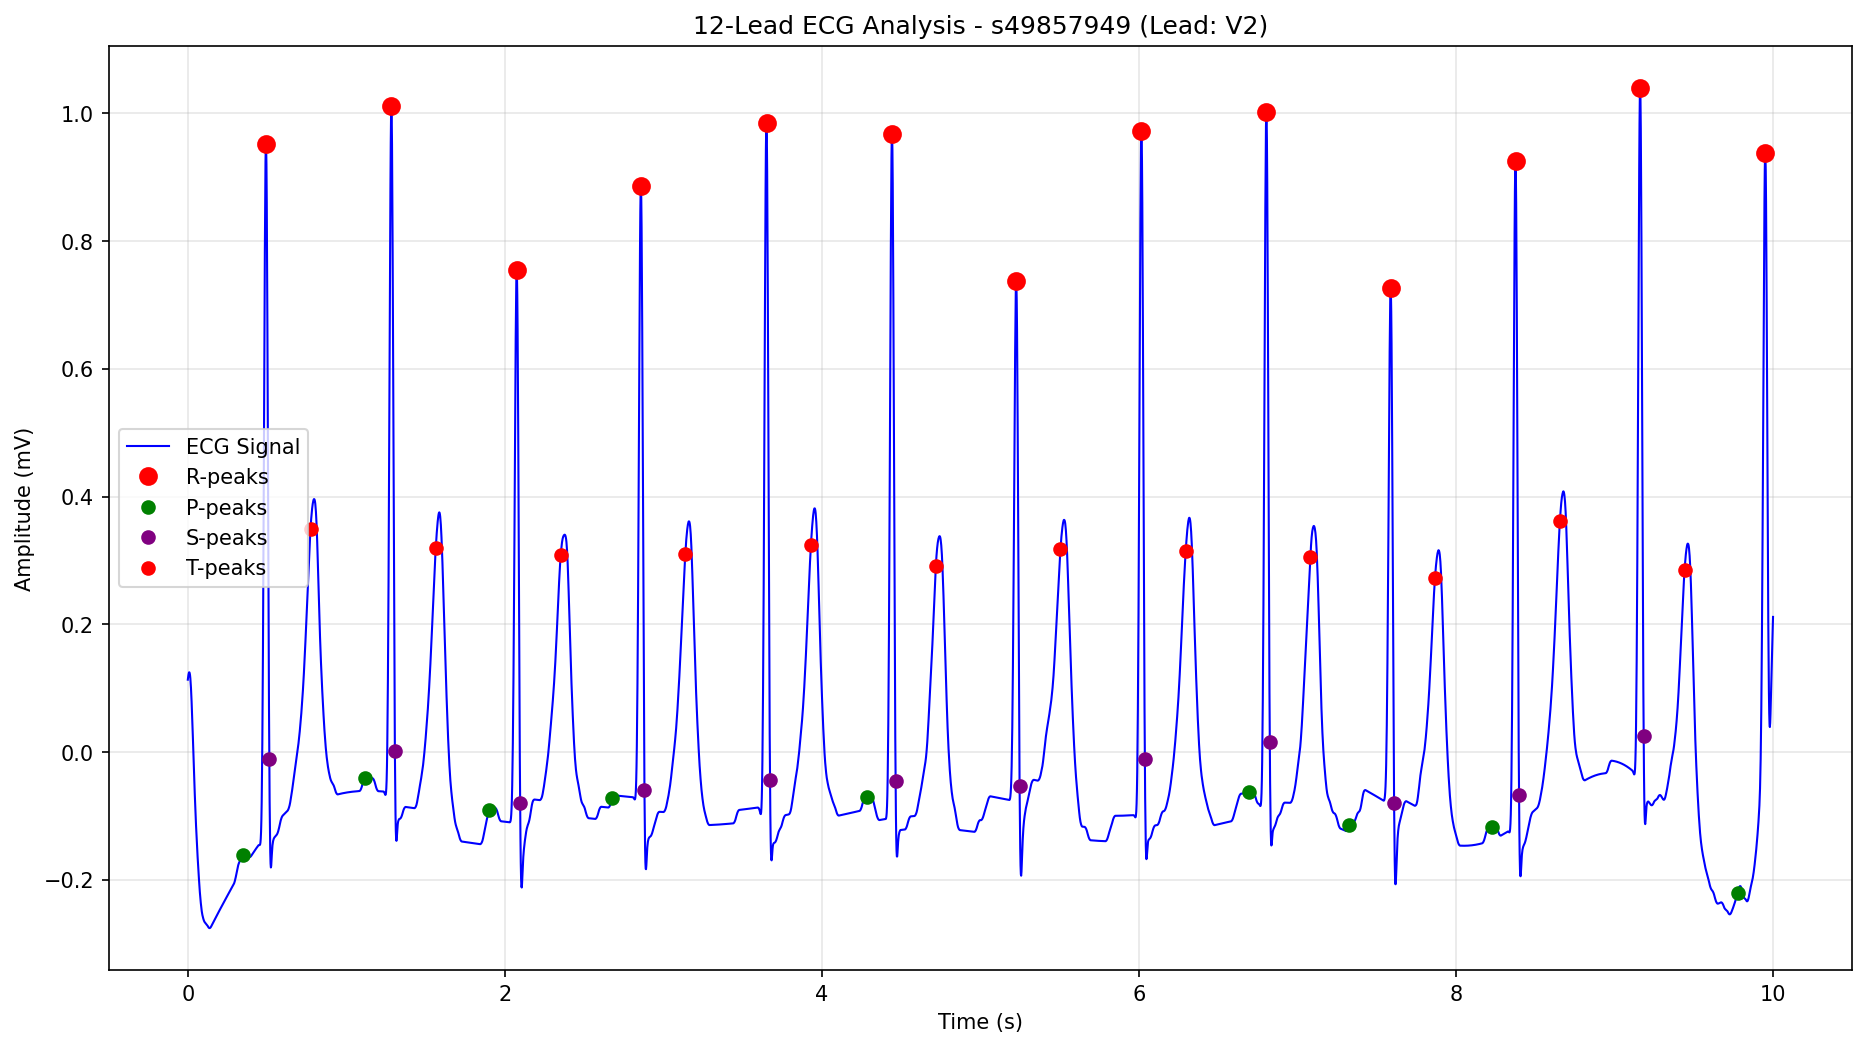 12-Lead ECG Analysis - s49857949 (Lead: V2)
1.0
0.8
0.6
0.4
0.2
0.0
−0.2
Amplitude (mV)
ECG Signal
R-peaks
P-peaks
S-peaks
T-peaks
0
2
4
6
8
10
Time (s)